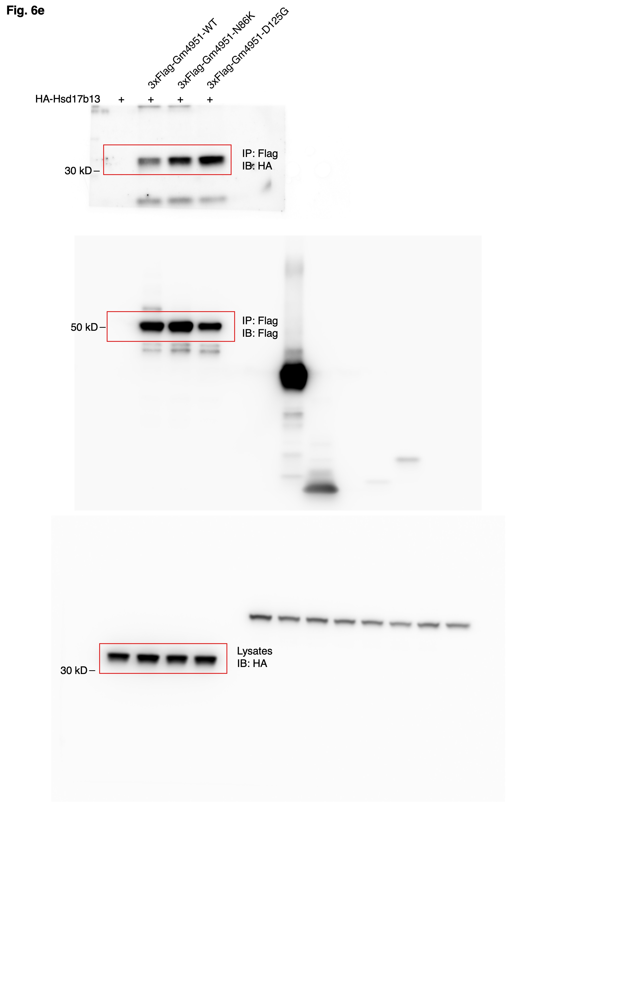 Fig. 6e
3xFlag-Gm4951-WT
3xFlag-Gm4951-N86K
3xFlag-Gm4951-D125G
HA-Hsd17b13 + + + +
IP: Flag
IB: HA
30 kD
IP: Flag
50 kD
IB: Flag
Lysates
IB: HA
30 kD